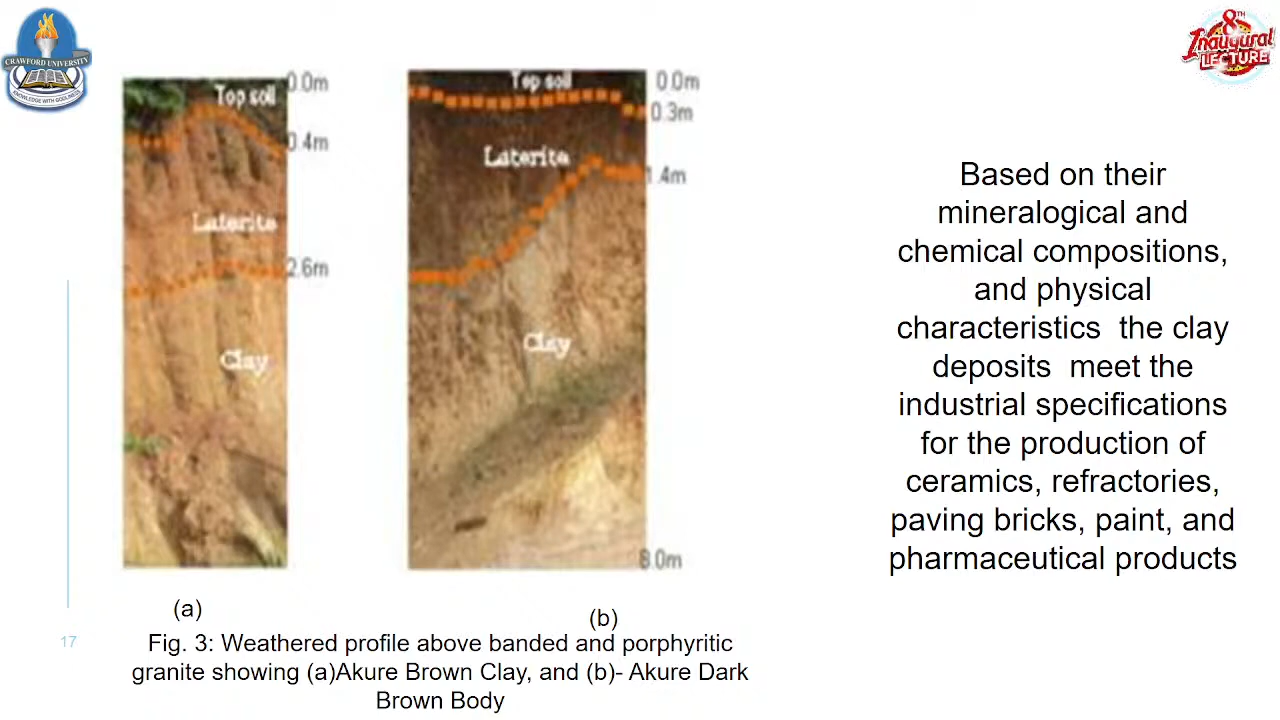 CRAWFORD UNIVERSITY
KNOWLEDGE WITH GODLINESS
8TH
Inaugural
LECTURE
Top soil
0.0m
0.4m
Laterite
2.6m
Clay
(a)
Top soil
0.0m
0.3m
Laterite
1.4m
Clay
8.0m
(b)
Fig. 3: Weathered profile above banded and porphyritic
granite showing (a)Akure Brown Clay, and (b)- Akure Dark
Brown Body
Based on their
mineralogical and
chemical compositions,
and physical
characteristics  the clay
deposits  meet the
industrial specifications
for the production of
ceramics, refractories,
paving bricks, paint, and
pharmaceutical products
17